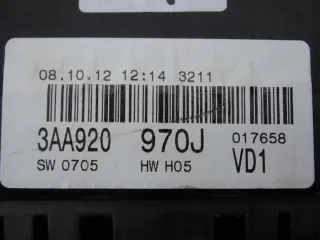 08.10.12 12:14 3211
3AA920 970J 017658
SW 0705 HW H05 VD1